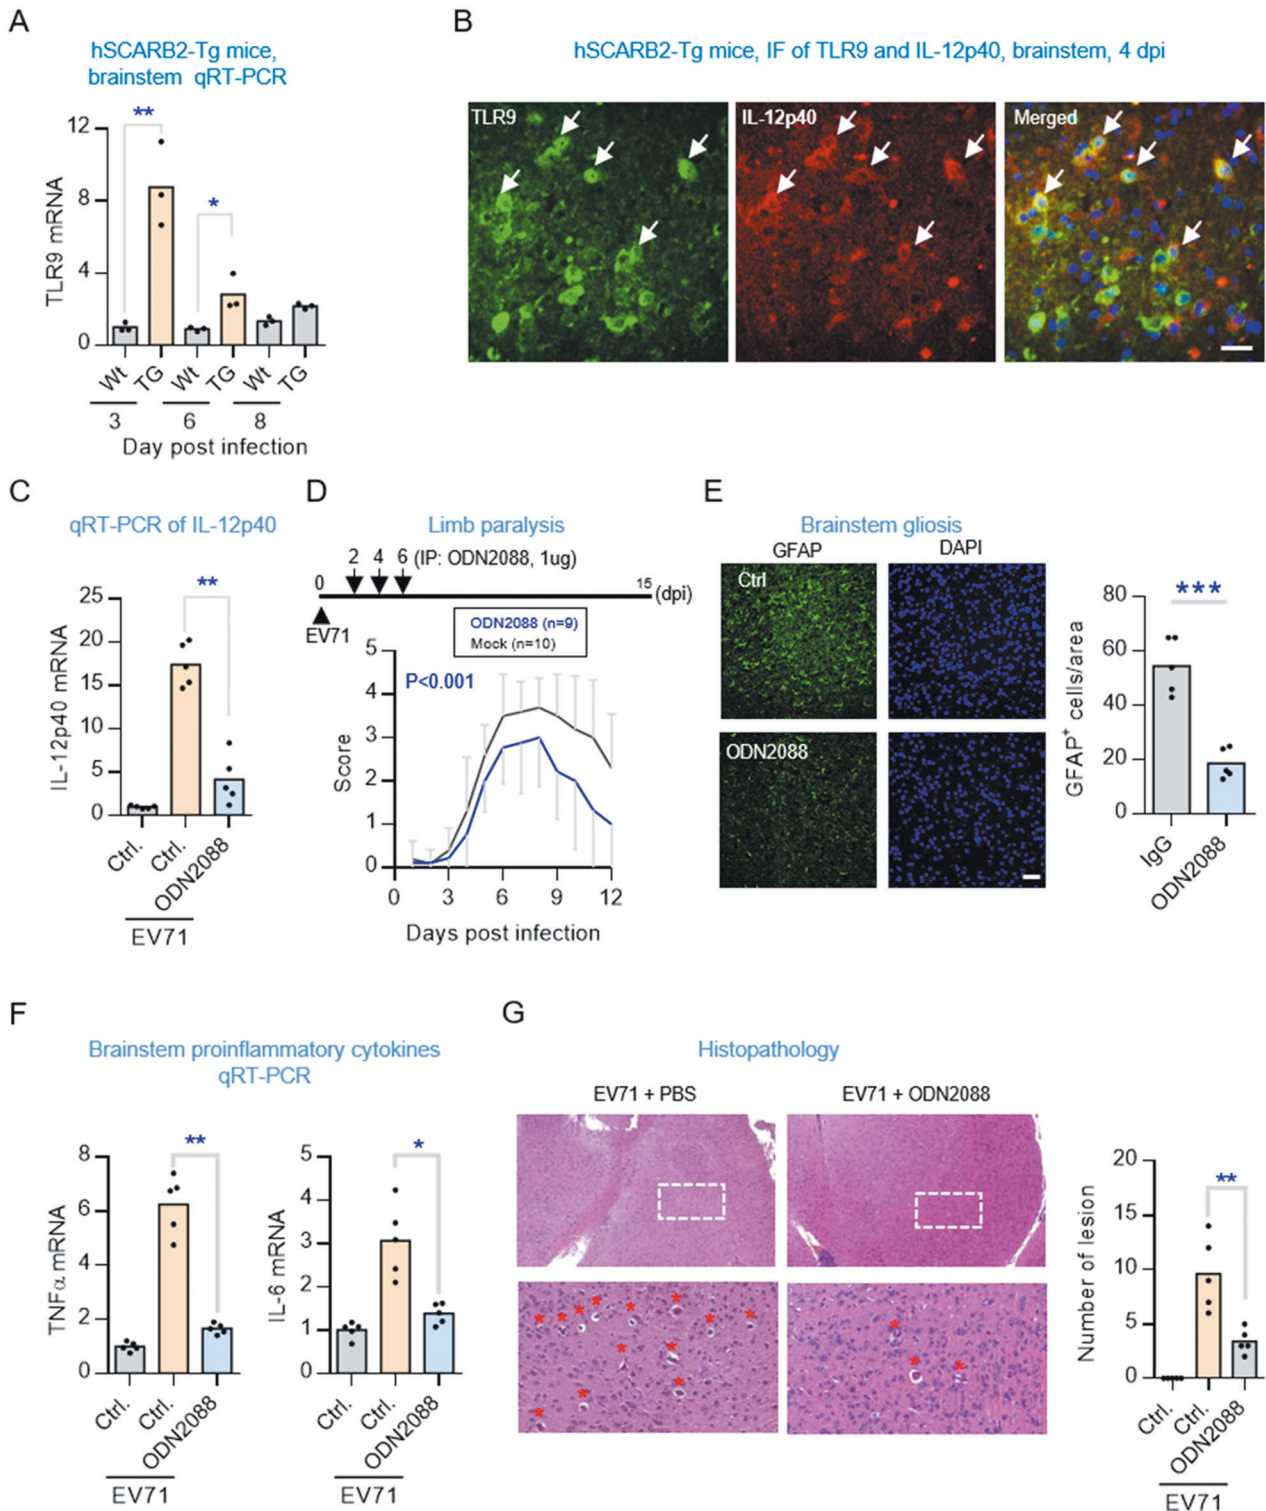 A
hSCARB2-Tg mice,
brainstem qRT-PCR
**
*
12
8
4
0
TLR9 mRNA
Wt TG Wt TG Wt TG
3 6 8
Day post infection
B
hSCARB2-Tg mice, IF of TLR9 and IL-12p40, brainstem, 4 dpi
TLR9 IL-12p40 Merged
C
qRT-PCR of IL-12p40
**
25
20
15
10
5
0
IL-12p40 mRNA
Ctrl. Ctrl. ODN2088
EV71
D
Limb paralysis
0 2 4 6 (IP: ODN2088, 1ug) 15 (dpi)
EV71
ODN2088 (n=9)
Mock (n=10)
P<0.001
5
4
3
2
1
0
Score
0 3 6 9 12
Days post infection
E
Brainstem gliosis
GFAP DAPI
Ctrl
ODN2088
***
80
60
40
20
0
GFAP+ cells/area
IgG ODN2088
F
Brainstem proinflammatory cytokines
qRT-PCR
**
8
6
4
2
0
TNFα mRNA
Ctrl. Ctrl. ODN2088
EV71
*
5
4
3
2
1
0
IL-6 mRNA
Ctrl. Ctrl. ODN2088
EV71
G
Histopathology
EV71 + PBS EV71 + ODN2088
**
20
15
10
5
0
Number of lesion
Ctrl. Ctrl. ODN2088
EV71